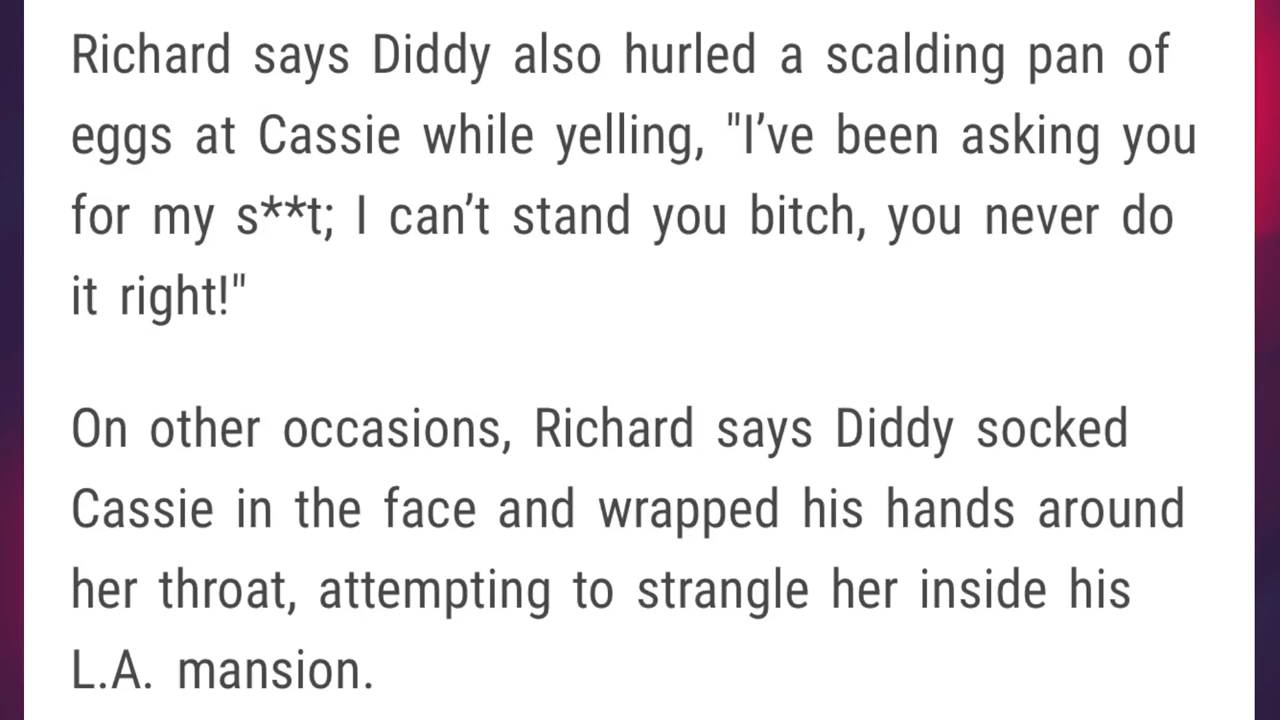 Richard says Diddy also hurled a scalding pan of
eggs at Cassie while yelling, "I’ve been asking you
for my s**t; I can’t stand you bitch, you never do
it right!"
On other occasions, Richard says Diddy socked
Cassie in the face and wrapped his hands around
her throat, attempting to strangle her inside his
L.A. mansion.